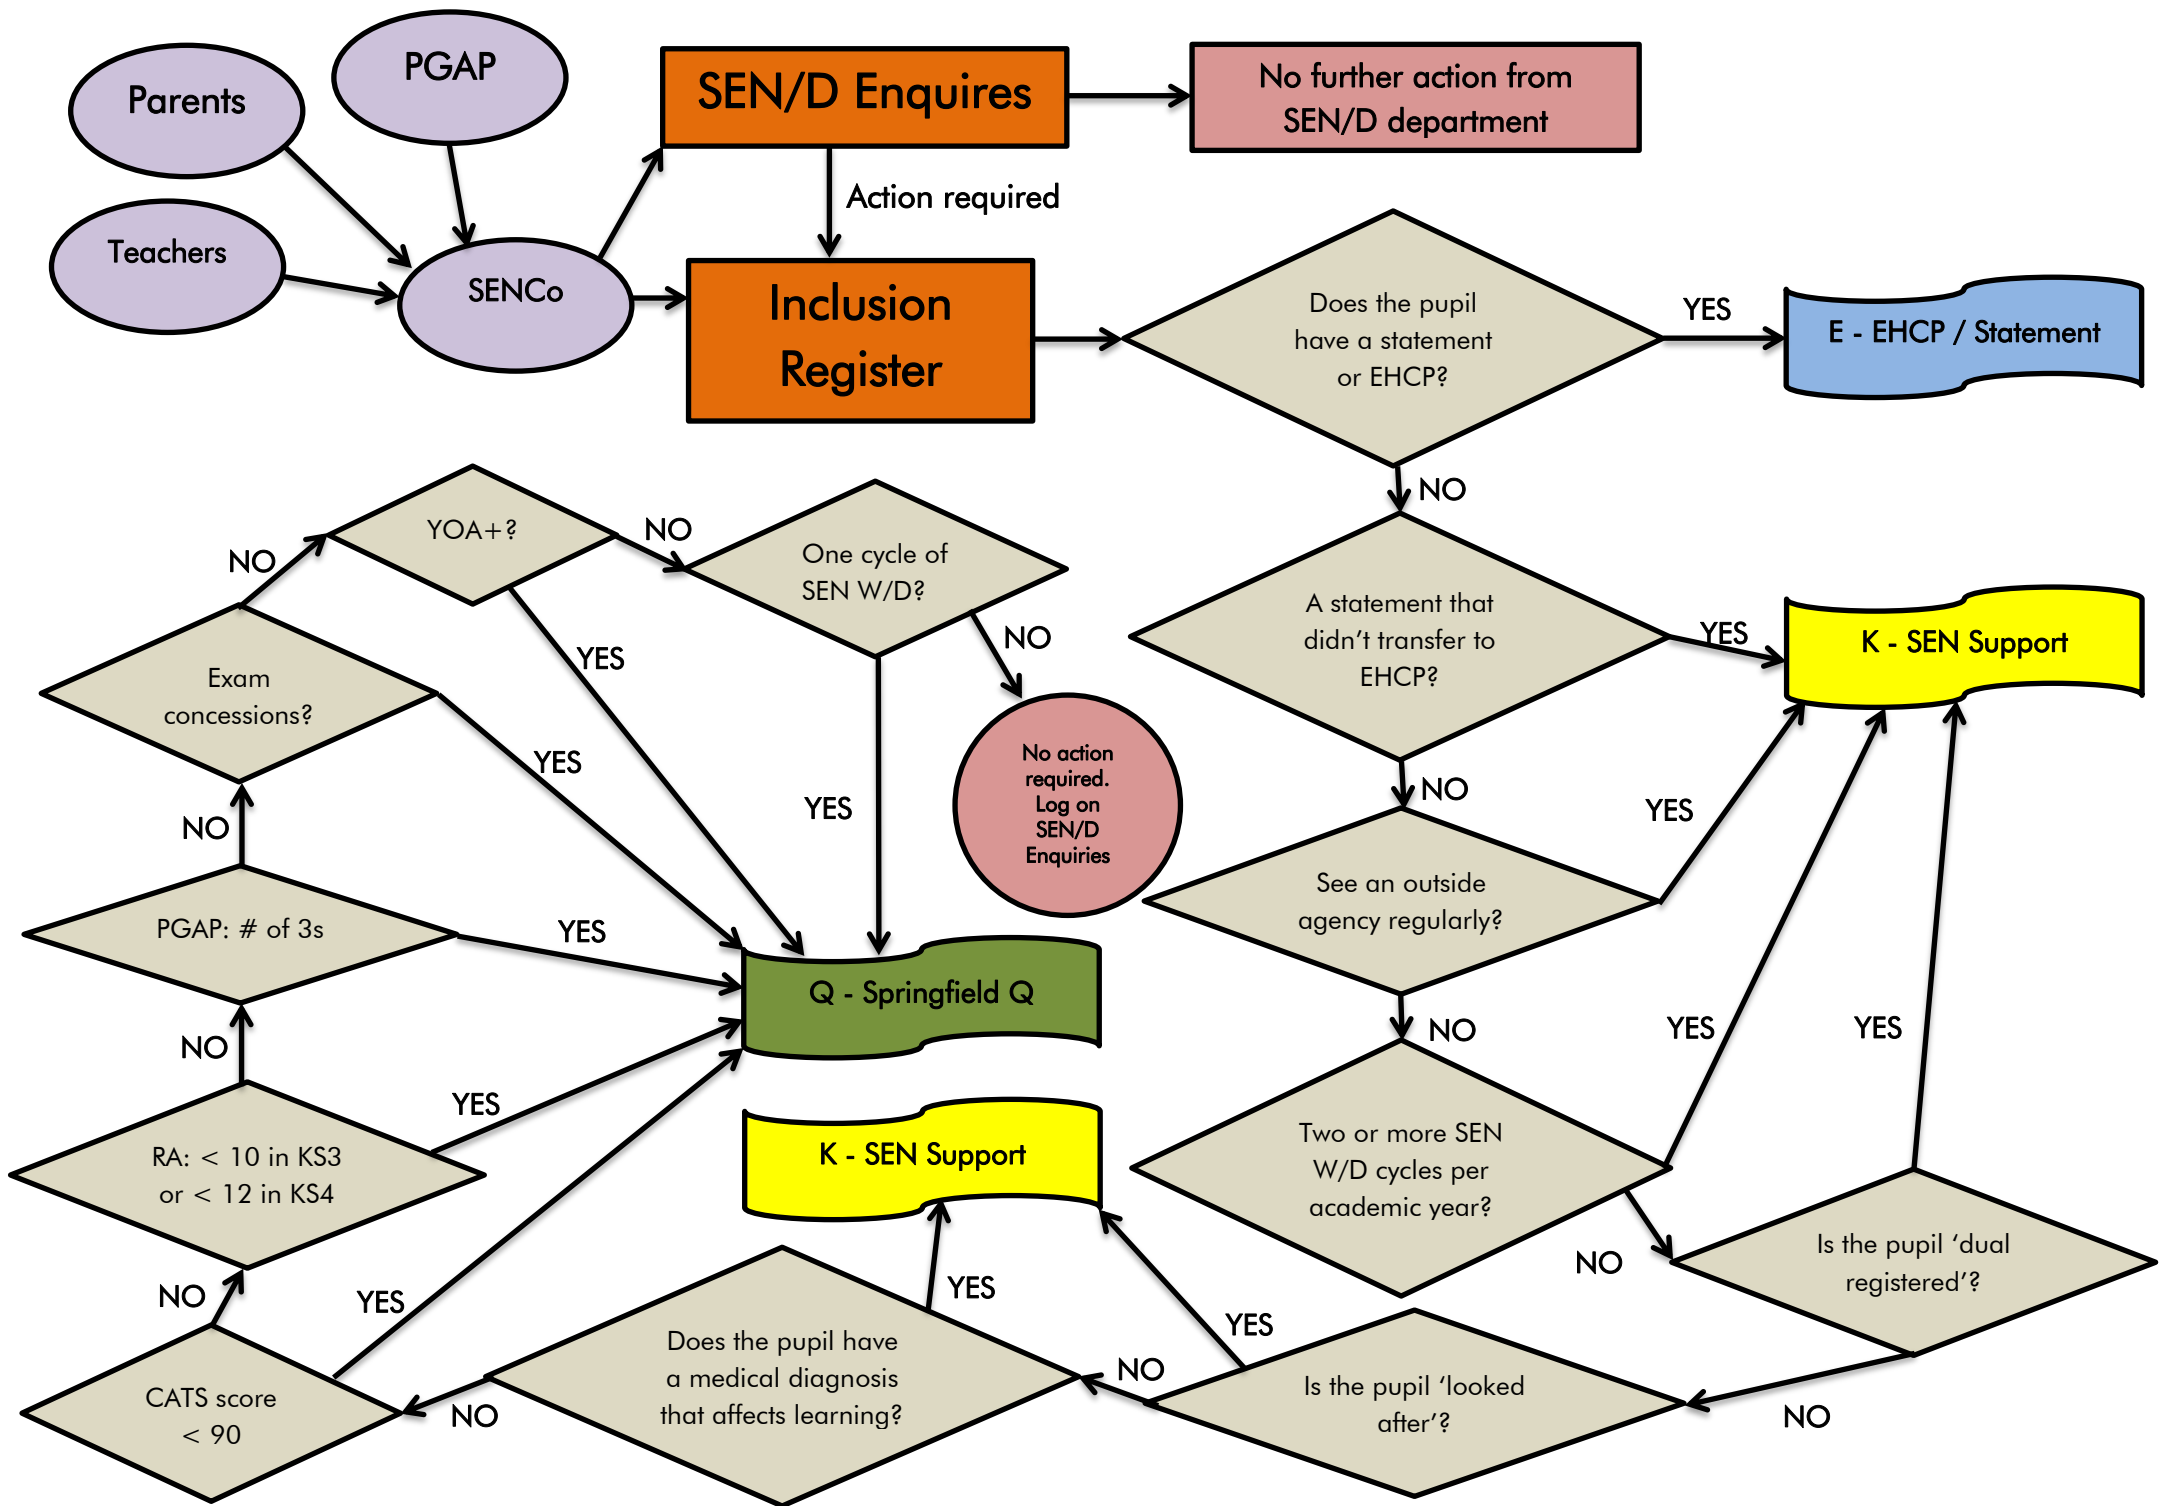 Parents
PGAP
Teachers
SENCo
SEN/D Enquires
No further action from
SEN/D department
Action required
Inclusion
Register
Does the pupil
have a statement
or EHCP?
YES
E - EHCP / Statement
NO
A statement that
didn't transfer to
EHCP?
YES
K - SEN Support
NO
See an outside
agency regularly?
YES
NO
Two or more SEN
W/D cycles per
academic year?
YES
NO
Is the pupil ‘dual
registered’?
YES
NO
Is the pupil ‘looked
after’?
YES
NO
Does the pupil have
a medical diagnosis
that affects learning?
YES
K - SEN Support
NO
CATS score
< 90
YES
NO
RA: < 10 in KS3
or < 12 in KS4
YES
NO
PGAP: # of 3s
YES
NO
Exam
concessions?
YES
NO
YOA+?
YES
NO
One cycle of
SEN W/D?
YES
Q - Springfield Q
NO
No action
required.
Log on
SEN/D
Enquiries